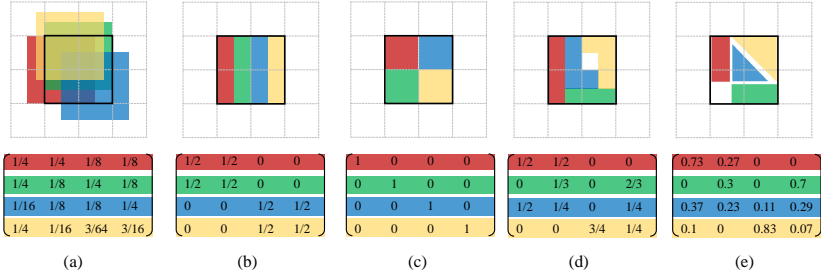 1/4 1/4 1/8 1/8
1/4 1/8 1/4 1/8
1/16 1/8 1/8 1/4
1/4 1/16 3/64 3/16
(a)
1/2 1/2 0 0
1/2 1/2 0 0
0 0 1/2 1/2
0 0 1/2 1/2
(b)
1 0 0 0
0 1 0 0
0 0 1 0
0 0 0 1
(c)
1/2 1/2 0 0
0 1/3 0 2/3
1/2 1/4 0 1/4
0 0 3/4 1/4
(d)
0.73 0.27 0 0
0 0.3 0 0.7
0.37 0.23 0.11 0.29
0.1 0 0.83 0.07
(e)